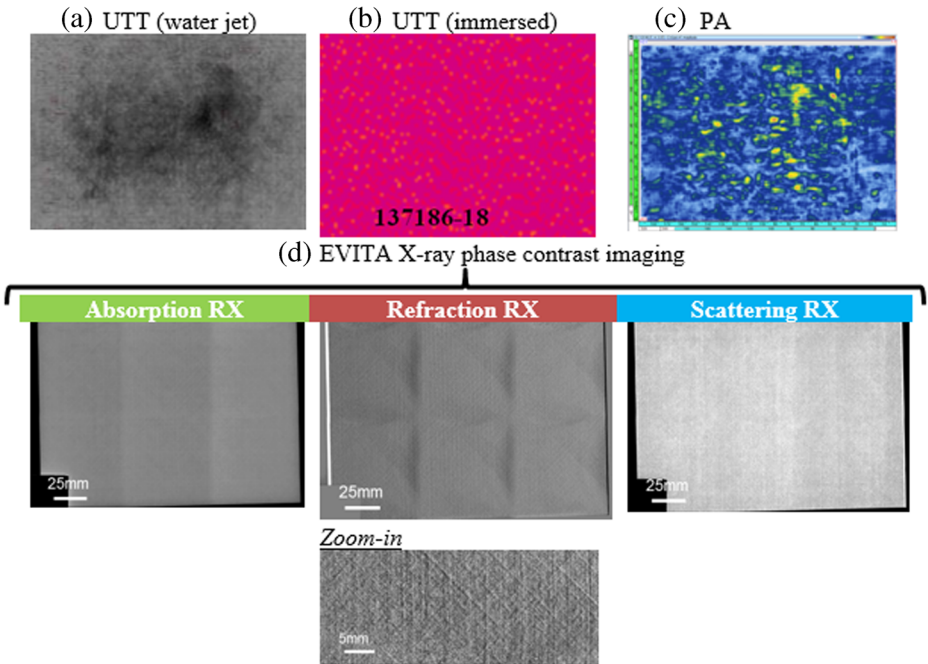 (a) UTT (water jet)
(b) UTT (immersed)
(c) PA
137186-18
(d) EVITA X-ray phase contrast imaging
Absorption RX
Refraction RX
Scattering RX
25mm
25mm
25mm
Zoom-in
5mm